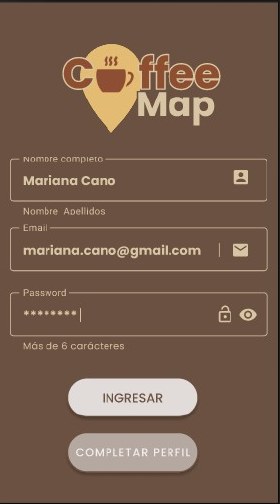 Coffee
Map
Nombre completo
Mariana Cano
Nombre Apellidos
Email
mariana.cano@gmail.com
Password
********
Más de 6 carácteres
INGRESAR
COMPLETAR PERFIL